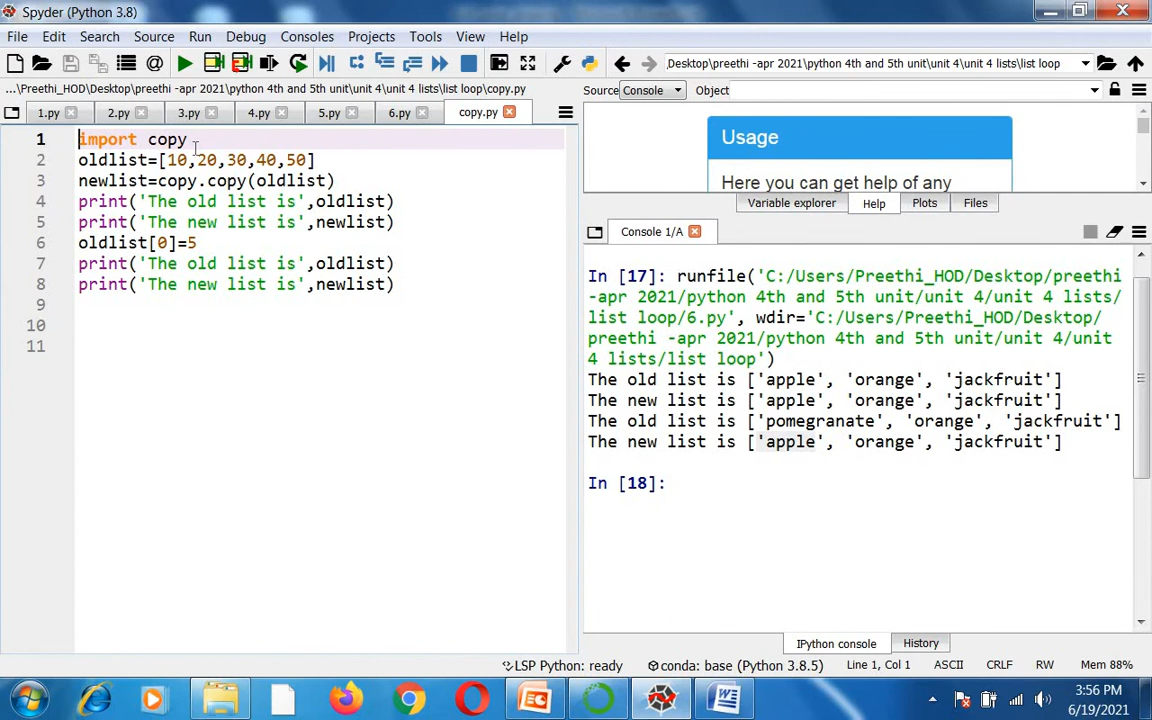 Spyder (Python 3.8)
File Edit Search Source Run Debug Consoles Projects Tools View Help
Desktop\preethi -apr 2021\python 4th and 5th unit\unit 4\unit 4 lists\list loop
...\Preethi_HOD\Desktop\preethi -apr 2021\python 4th and 5th unit\unit 4\unit 4 lists\list loop\copy.py
1.py 2.py 3.py 4.py 5.py 6.py copy.py
1 import copy
2 oldlist=[10,20,30,40,50]
3 newlist=copy.copy(oldlist)
4 print('The old list is',oldlist)
5 print('The new list is',newlist)
6 oldlist[0]=5
7 print('The old list is',oldlist)
8 print('The new list is',newlist)
9
10
11
Source Console Object
Usage
Here you can get help of any
Variable explorer Help Plots Files
Console 1/A
In [17]: runfile('C:/Users/Preethi_HOD/Desktop/preethi
-apr 2021/python 4th and 5th unit/unit 4/unit 4 lists/
list loop/6.py', wdir='C:/Users/Preethi_HOD/Desktop/
preethi -apr 2021/python 4th and 5th unit/unit 4/unit
4 lists/list loop')
The old list is ['apple', 'orange', 'jackfruit']
The new list is ['apple', 'orange', 'jackfruit']
The old list is ['pomegranate', 'orange', 'jackfruit']
The new list is ['apple', 'orange', 'jackfruit']
In [18]:
IPython console History
LSP Python: ready conda: base (Python 3.8.5) Line 1, Col 1 ASCII CRLF RW Mem 88%
3:56 PM
6/19/2021